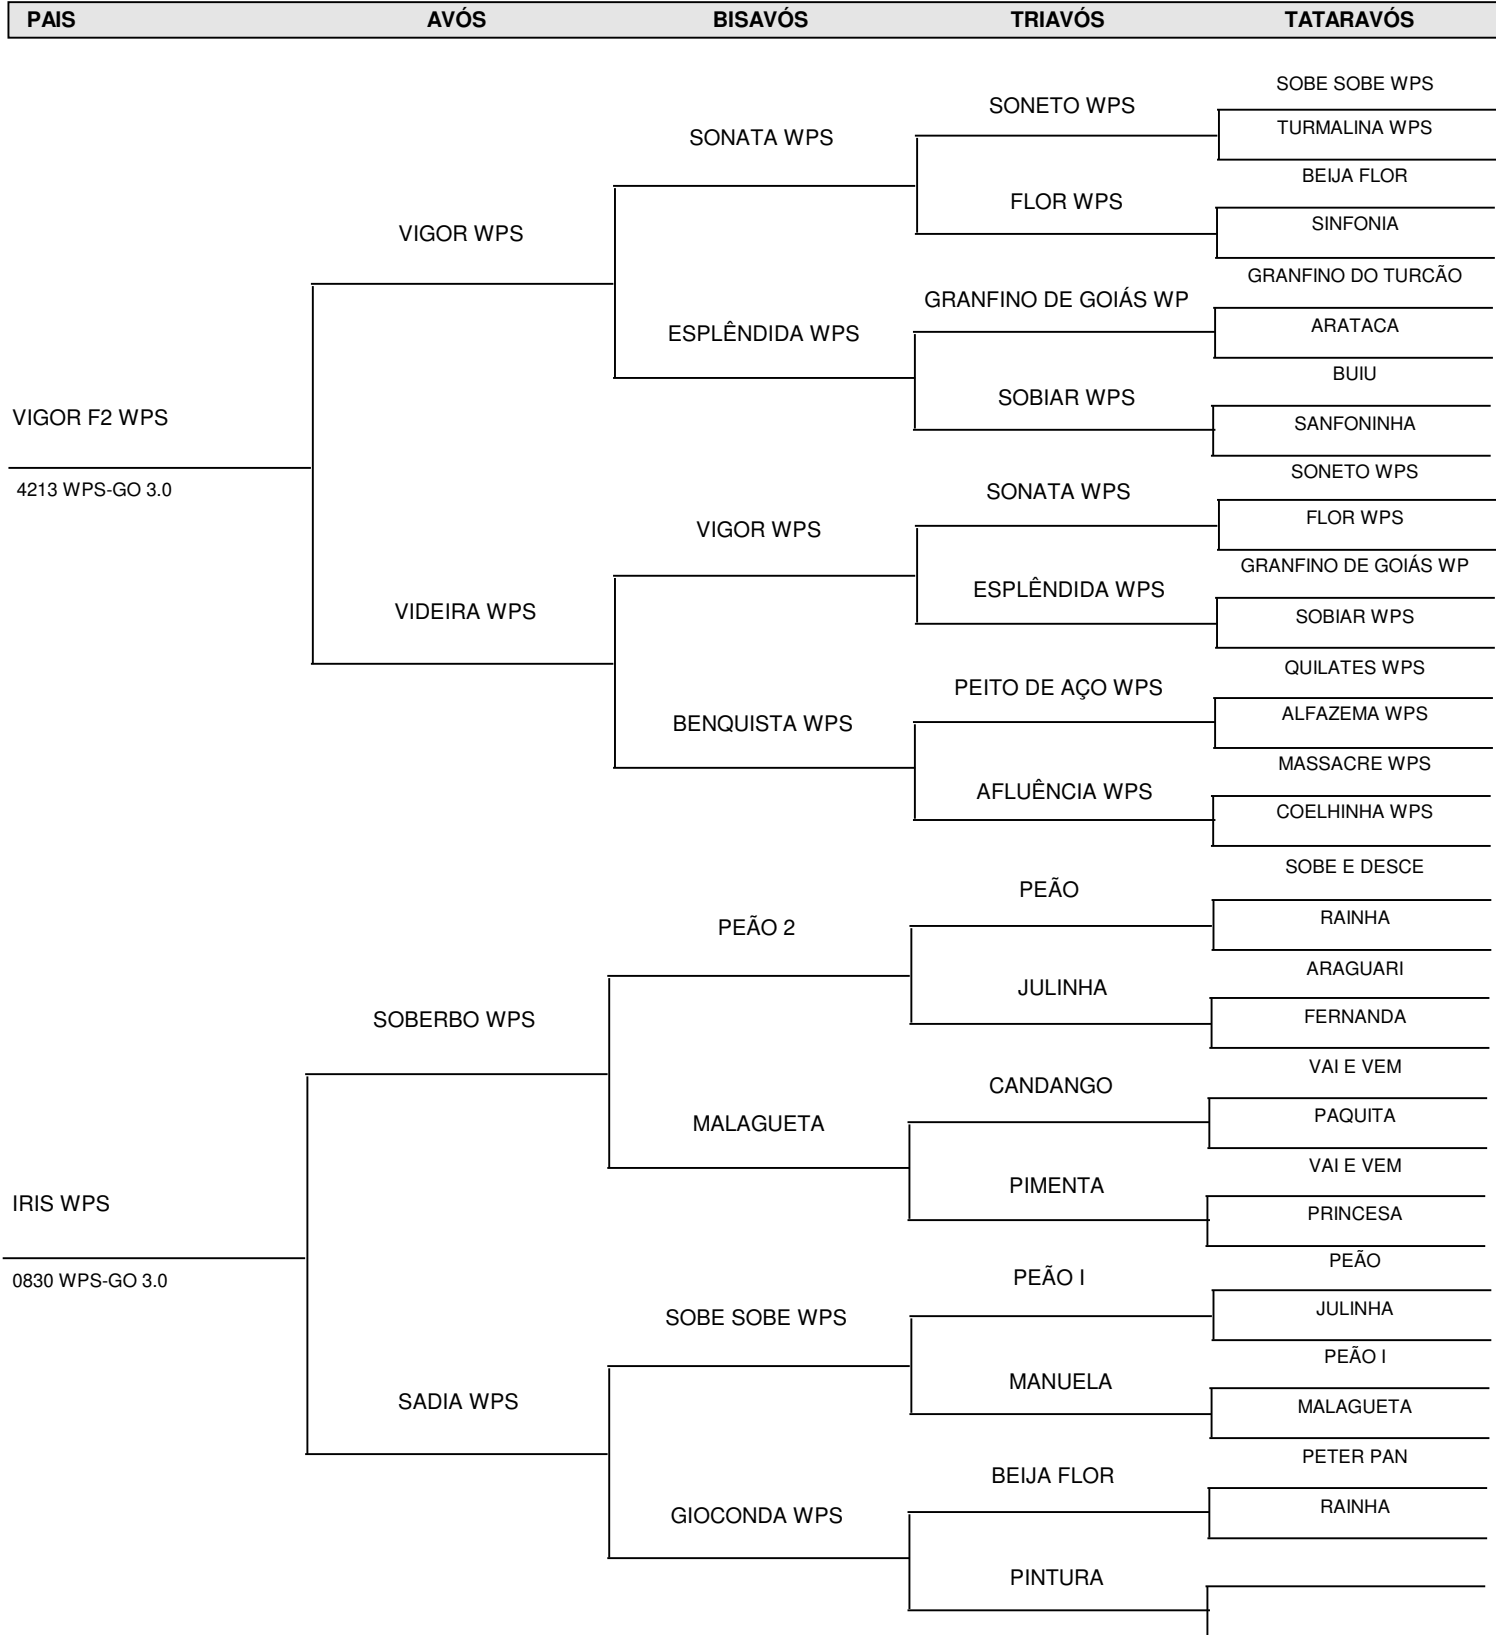 PAIS AVÓS BISAVÓS TRIAVÓS TATARAVÓS
SOBE SOBE WPS
SONETO WPS
TURMALINA WPS
SONATA WPS
BEIJA FLOR
FLOR WPS
SINFONIA
VIGOR WPS
GRANFINO DO TURCÃO
GRANFINO DE GOIÁS WP
ARATACA
ESPLÊNDIDA WPS
BUIU
SOBIAR WPS
VIGOR F2 WPS
SANFONINHA
SONETO WPS
4213 WPS-GO 3.0
SONATA WPS
FLOR WPS
VIGOR WPS
GRANFINO DE GOIÁS WP
ESPLÊNDIDA WPS
VIDEIRA WPS
SOBIAR WPS
QUILATES WPS
PEITO DE AÇO WPS
ALFAZEMA WPS
BENQUISTA WPS
MASSACRE WPS
AFLUÊNCIA WPS
COELHINHA WPS
SOBE E DESCE
PEÃO
RAINHA
PEÃO 2
ARAGUARI
JULINHA
FERNANDA
SOBERBO WPS
VAI E VEM
CANDANGO
PAQUITA
MALAGUETA
VAI E VEM
PIMENTA
IRIS WPS
PRINCESA
PEÃO
0830 WPS-GO 3.0
PEÃO I
JULINHA
SOBE SOBE WPS
PEÃO I
MANUELA
SADIA WPS
MALAGUETA
PETER PAN
BEIJA FLOR
RAINHA
GIOCONDA WPS
PINTURA